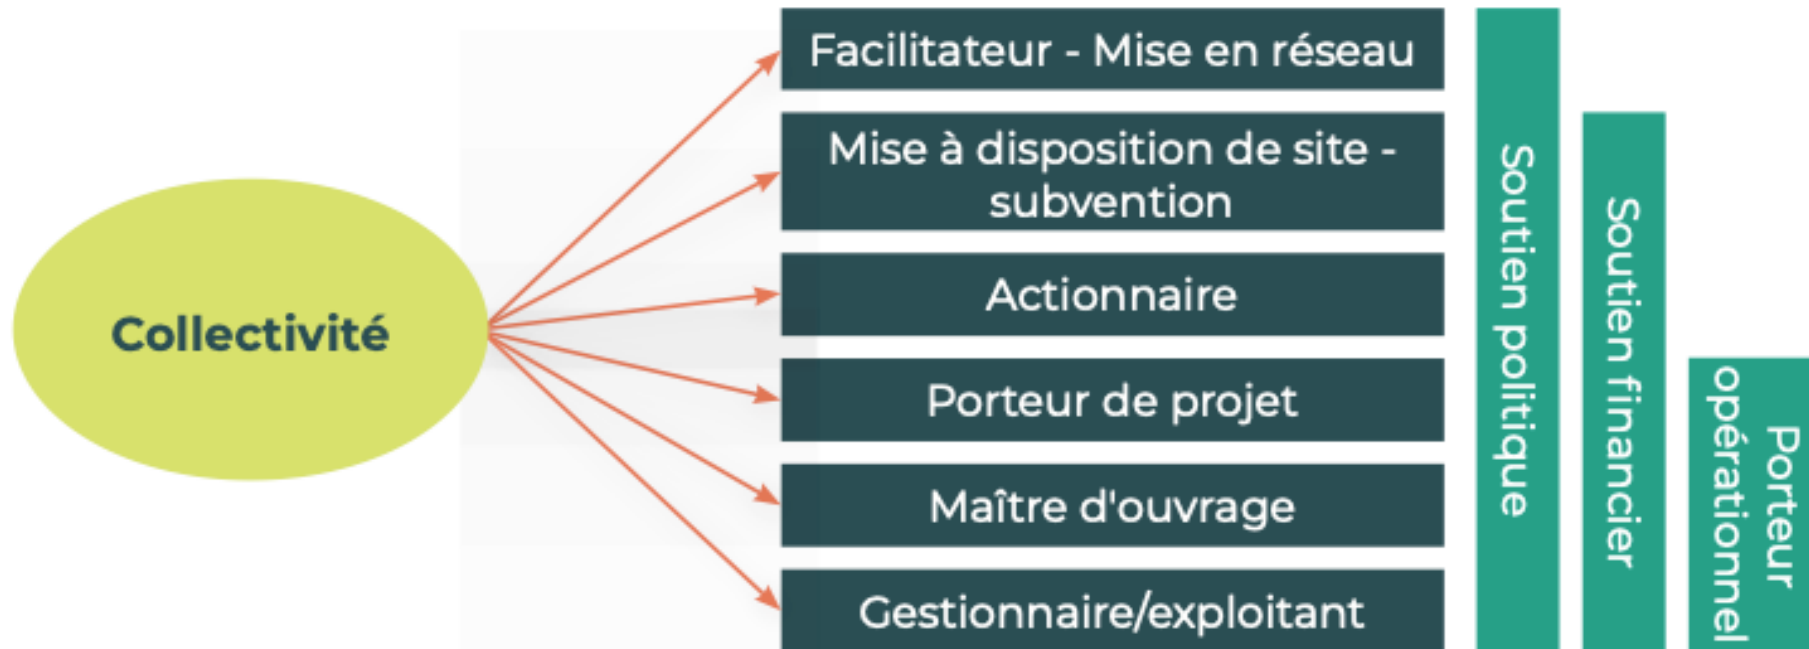 Collectivité
Facilitateur - Mise en réseau
Mise à disposition de site -
subvention
Actionnaire
Porteur de projet
Maître d'ouvrage
Gestionnaire/exploitant
Soutien politique
Soutien financier
Porteur
opérationnel